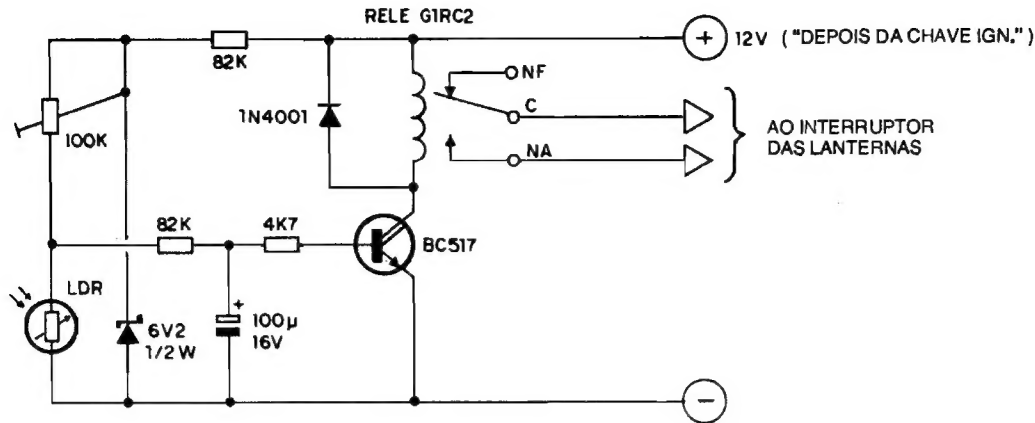 RELE G1RC2
82K
+
12V ("DEPOIS DA CHAVE IGN.")
NF
1N4001
C
100K
AO INTERRUPTOR
DAS LANTERNAS
NA
82K
4K7
BC517
LDR
+
6V2
1/2W
100µ
16V
−